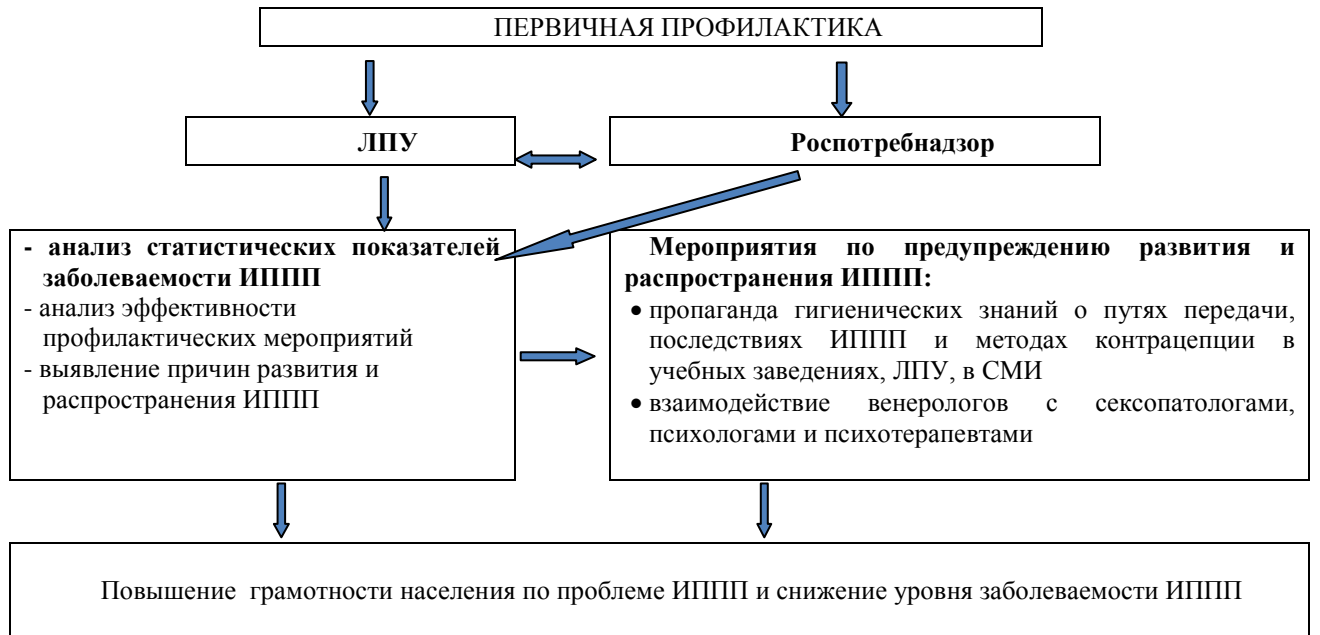 ПЕРВИЧНАЯ ПРОФИЛАКТИКА
ЛПУ
Роспотребнадзор
- анализ статистических показателей
заболеваемости ИППП
- анализ эффективности
профилактических мероприятий
- выявление причин развития и
распространения ИППП
Мероприятия по предупреждению развития и
распространения ИППП:
• пропаганда гигиенических знаний о путях передачи,
последствиях ИППП и методах контрацепции в
учебных заведениях, ЛПУ, в СМИ
• взаимодействие венерологов с сексопатологами,
психологами и психотерапевтами
Повышение грамотности населения по проблеме ИППП и снижение уровня заболеваемости ИППП